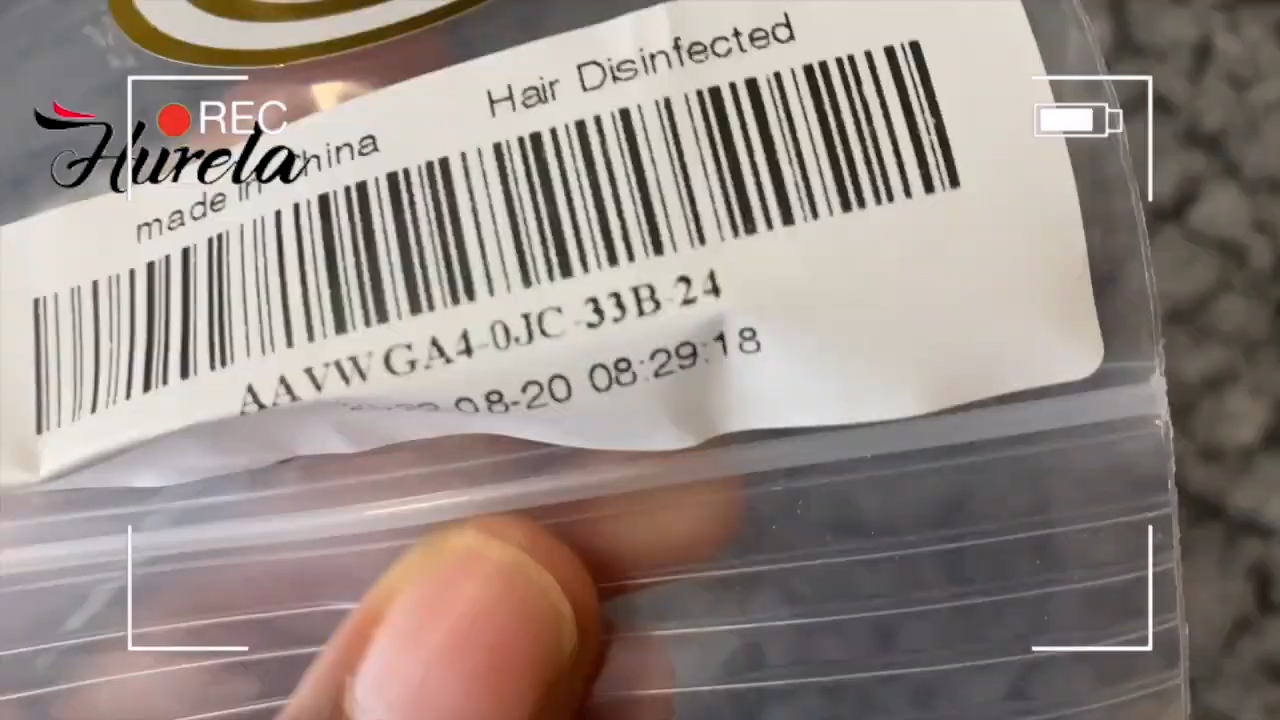 Hair Disinfected
REC
Hurela
made in China
AAVWGA4-0JC-33B-24
08-20 08:29:18